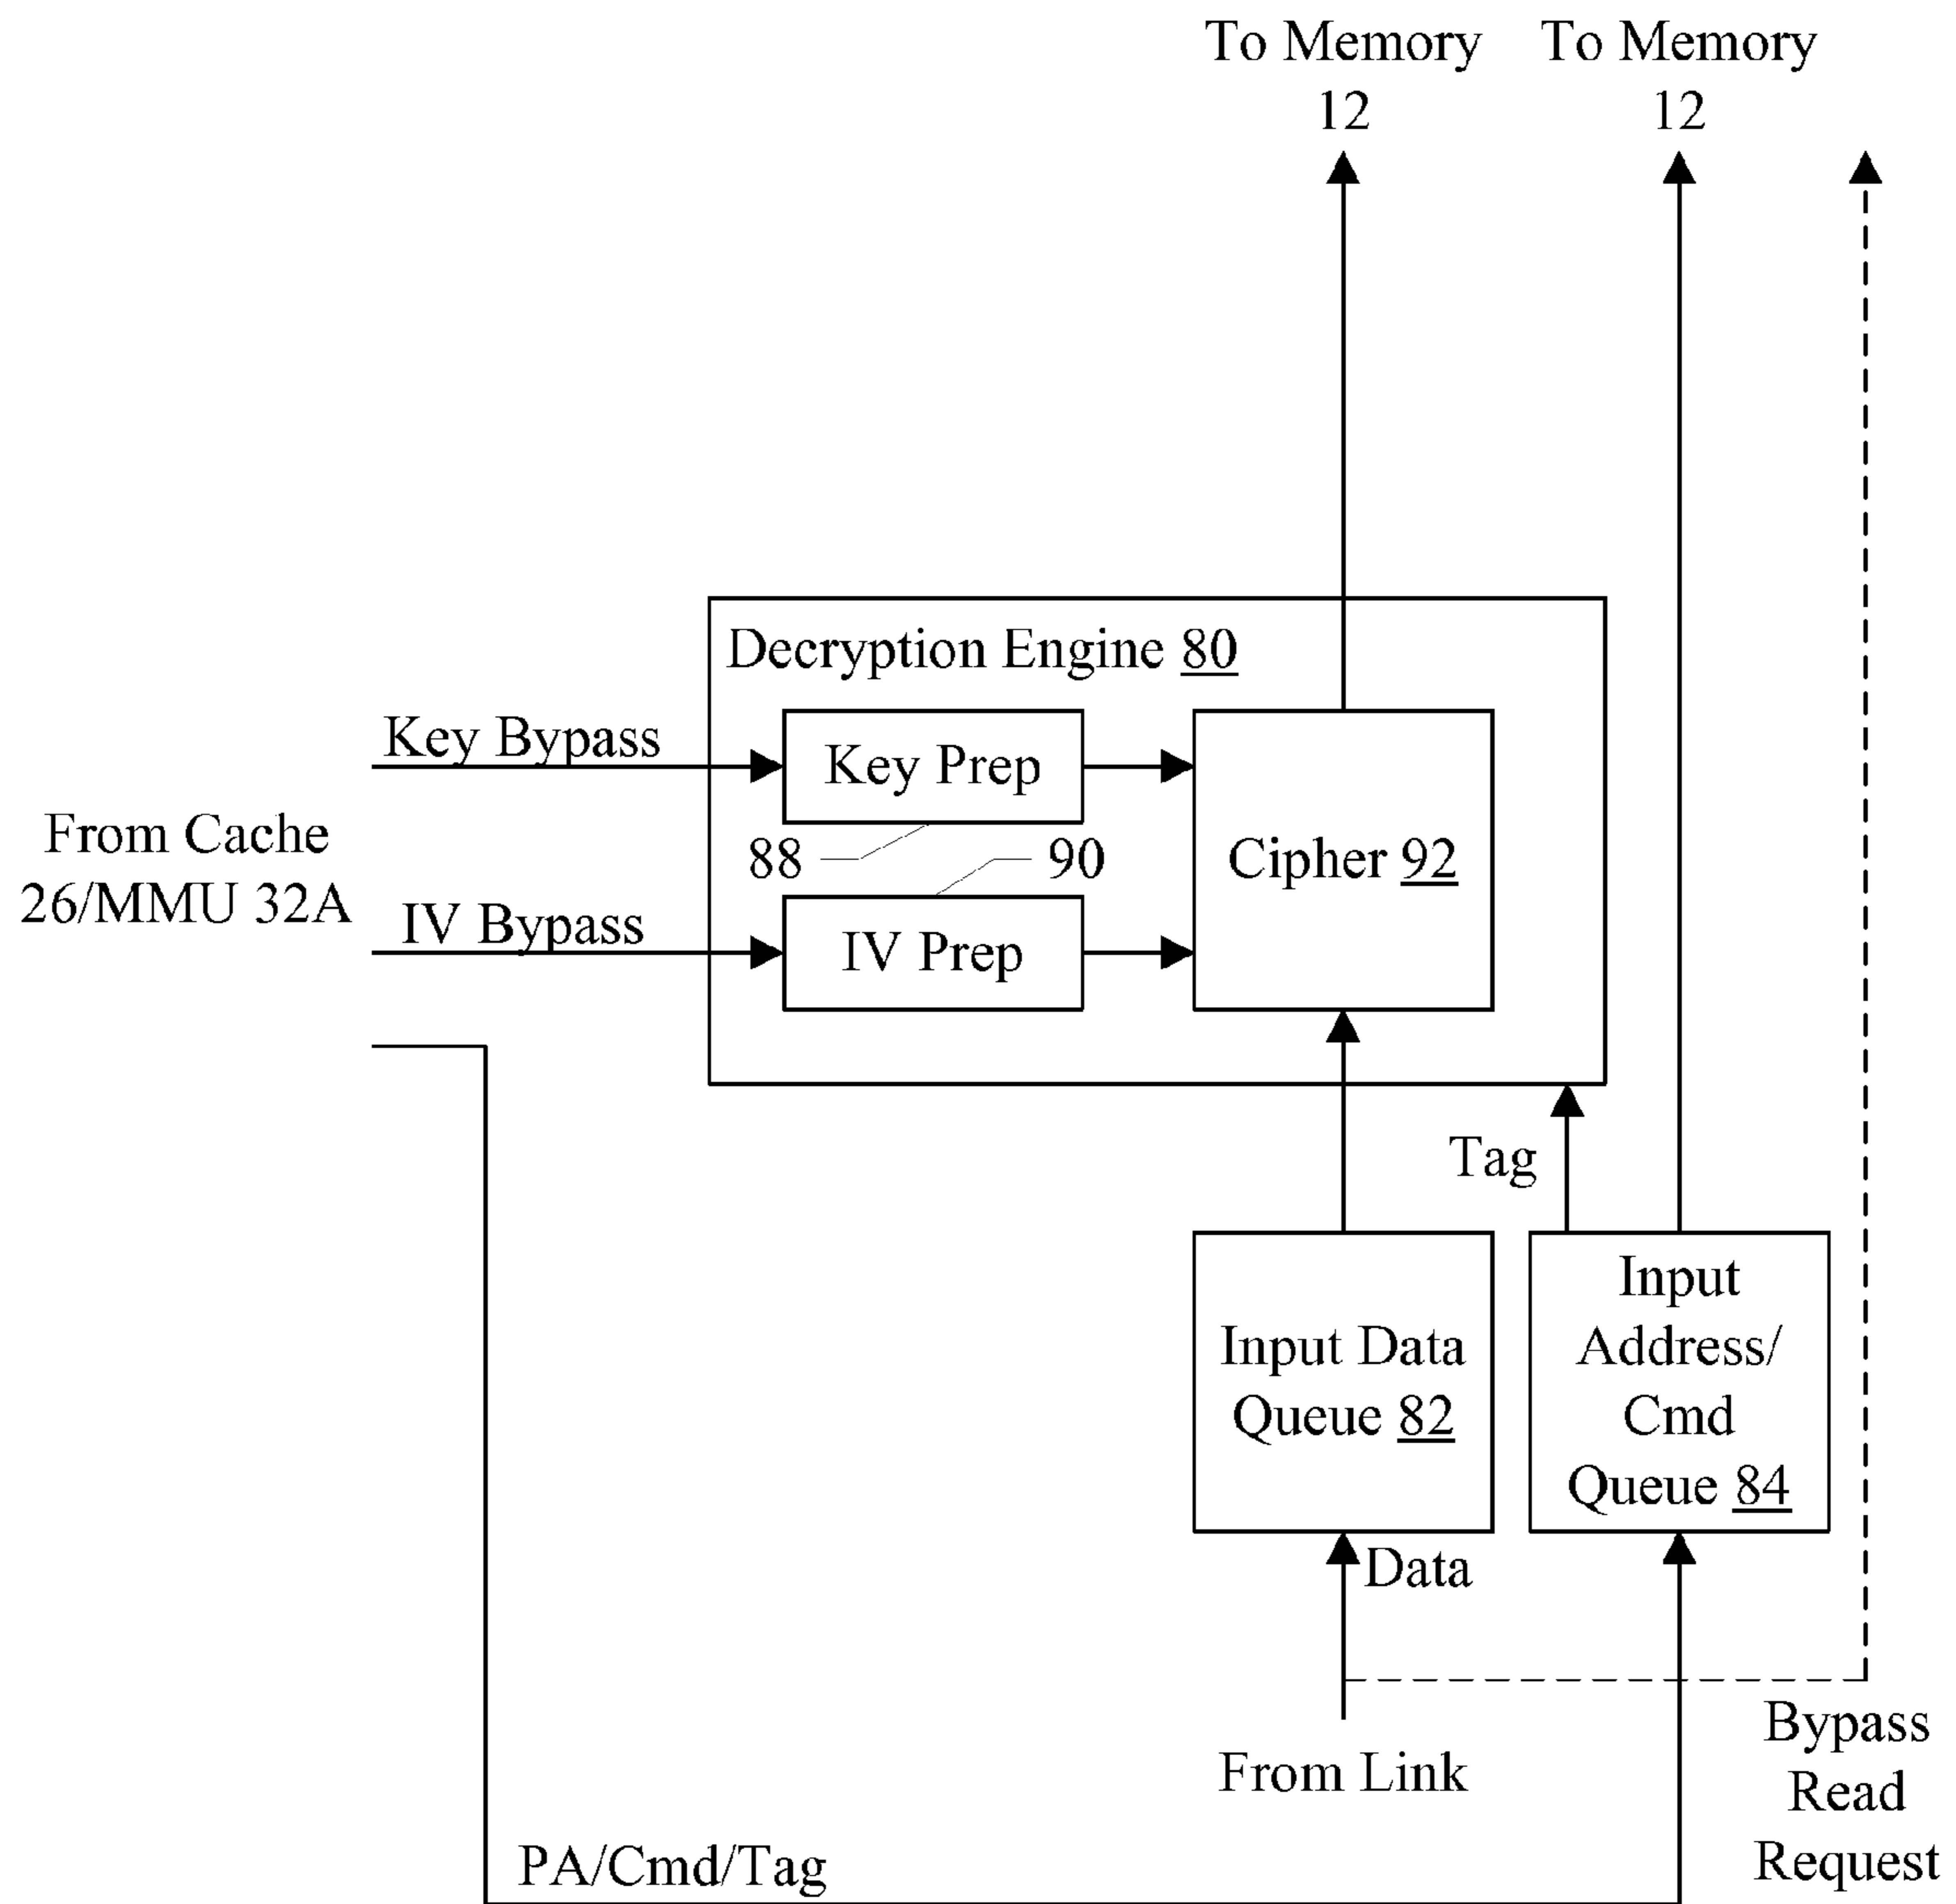 To Memory
12
To Memory
12
Decryption Engine 80
Key Bypass
Key Prep
From Cache
26/MMU 32A
88
90
Cipher 92
IV Bypass
IV Prep
Tag
Input Data
Queue 82
Input
Address/
Cmd
Queue 84
Data
From Link
Bypass
Read
Request
PA/Cmd/Tag